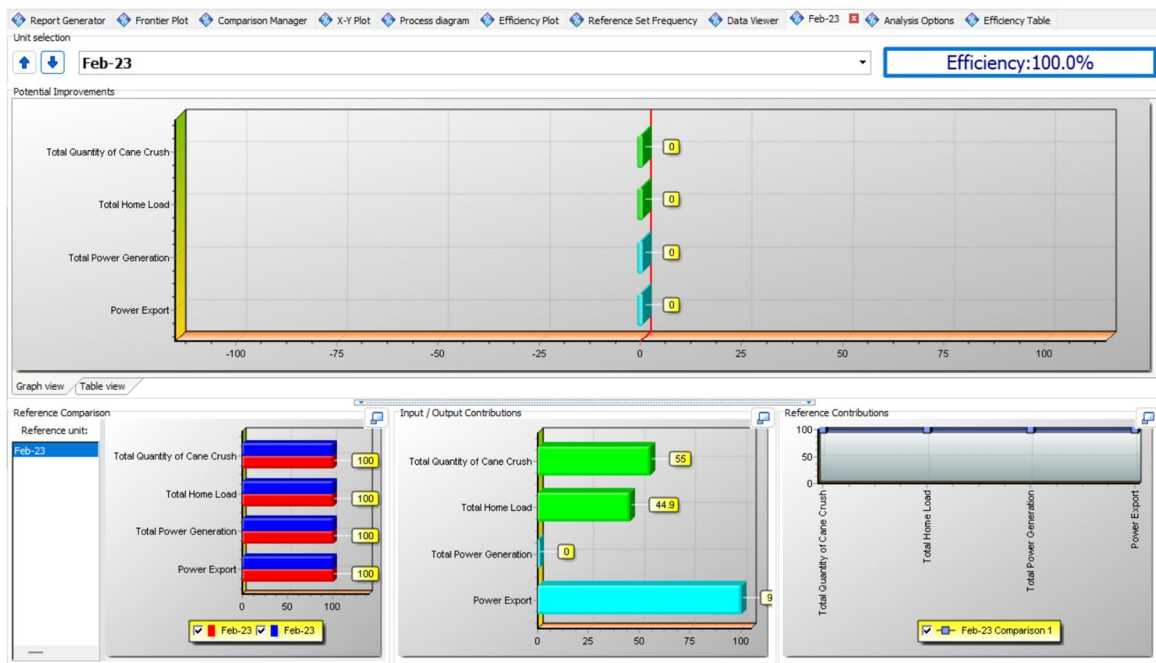 Report Generator Frontier Plot Comparison Manager X-Y Plot Process diagram Efficiency Plot Reference Set Frequency Data Viewer Feb-23 Analysis Options Efficiency Table
Unit selection
Feb-23 Efficiency:100.0%
Potential Improvements
Total Quantity of Cane Crush 0
Total Home Load 0
Total Power Generation 0
Power Export 0
-100 -75 -50 -25 0 25 50 75 100
Graph view Table view
Reference Comparison
Reference unit:
Feb-23
Total Quantity of Cane Crush 100
Total Home Load 100
Total Power Generation 100
Power Export 100
0 50 100
Feb-23 Feb-23
Input / Output Contributions
Total Quantity of Cane Crush 55
Total Home Load 44.9
Total Power Generation 0
Power Export 9
0 25 50 75 100
Reference Contributions
100
50
0
Total Quantity of Cane Crush
Total Home Load
Total Power Generation
Power Export
Feb-23 Comparison 1